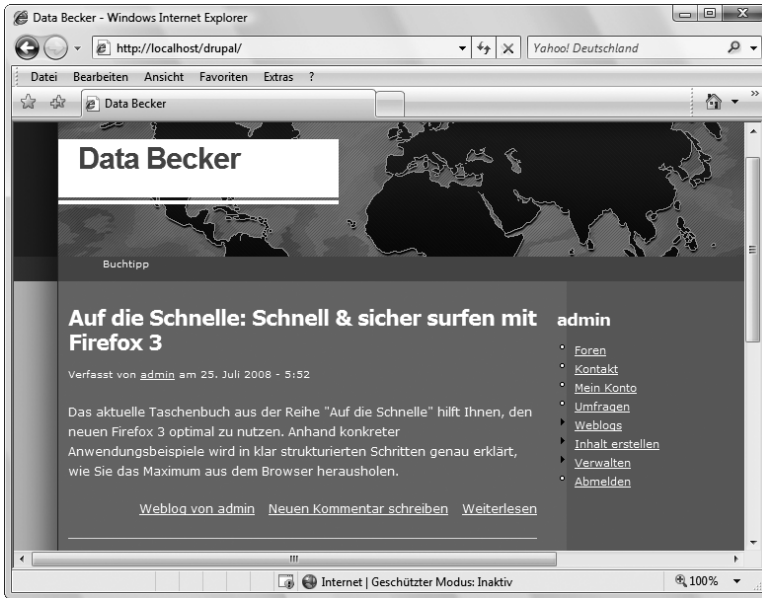 Data Becker - Windows Internet Explorer
http://localhost/drupal/
Yahoo! Deutschland
Datei Bearbeiten Ansicht Favoriten Extras ?
Data Becker
Data Becker
Buchtipp
Auf die Schnelle: Schnell & sicher surfen mit
Firefox 3
Verfasst von admin am 25. Juli 2008 - 5:52
Das aktuelle Taschenbuch aus der Reihe "Auf die Schnelle" hilft Ihnen, den
neuen Firefox 3 optimal zu nutzen. Anhand konkreter
Anwendungsbeispiele wird in klar strukturierten Schritten genau erklärt,
wie Sie das Maximum aus dem Browser herausholen.
Weblog von admin Neuen Kommentar schreiben Weiterlesen
admin
Foren
Kontakt
Mein Konto
Umfragen
Weblogs
Inhalt erstellen
Verwalten
Abmelden
Internet | Geschützter Modus: Inaktiv
100%